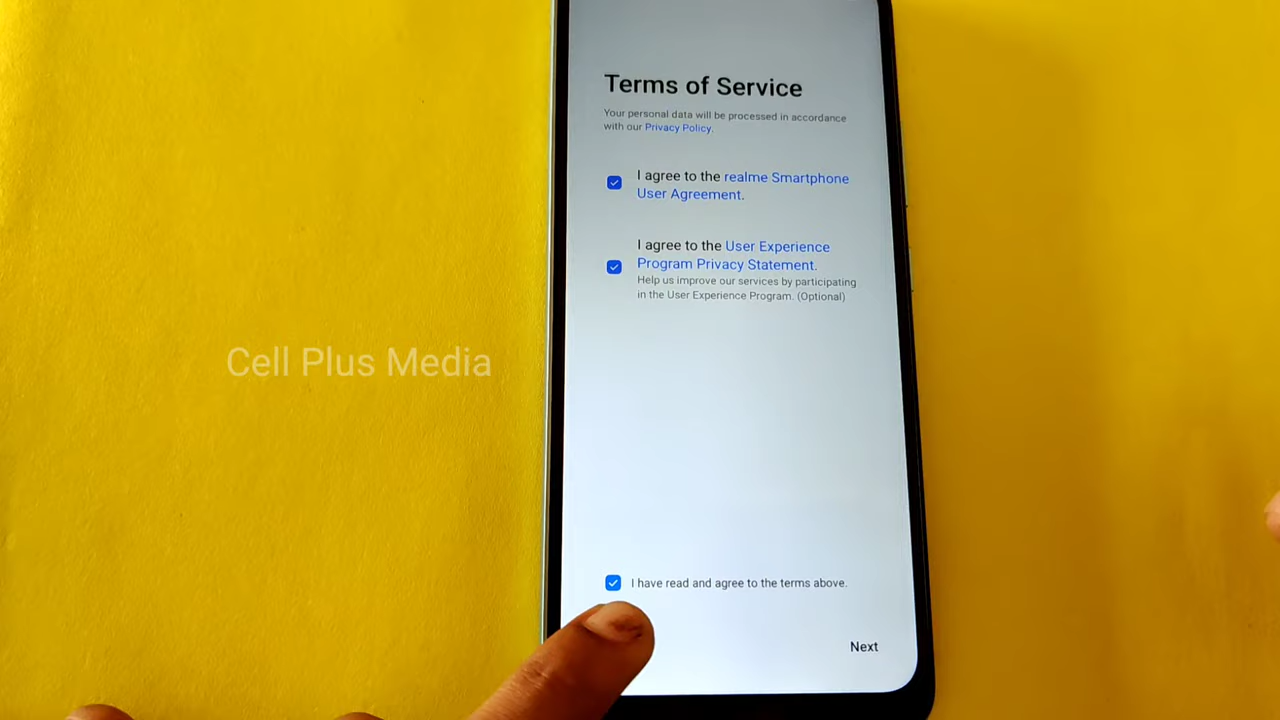 Terms of Service
Your personal data will be processed in accordance
with our Privacy Policy.
I agree to the realme Smartphone
User Agreement.
I agree to the User Experience
Program Privacy Statement.
Help us improve our services by participating
in the User Experience Program. (Optional)
Cell Plus Media
I have read and agree to the terms above.
Next